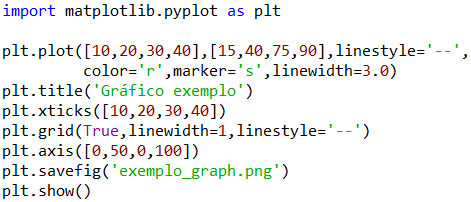 import matplotlib.pyplot as plt
plt.plot([10,20,30,40],[15,40,75,90],linestyle='--',
color='r',marker='s',linewidth=3.0)
plt.title('Gráfico exemplo')
plt.xticks([10,20,30,40])
plt.grid(True,linewidth=1,linestyle='--')
plt.axis([0,50,0,100])
plt.savefig('exemplo_graph.png')
plt.show()